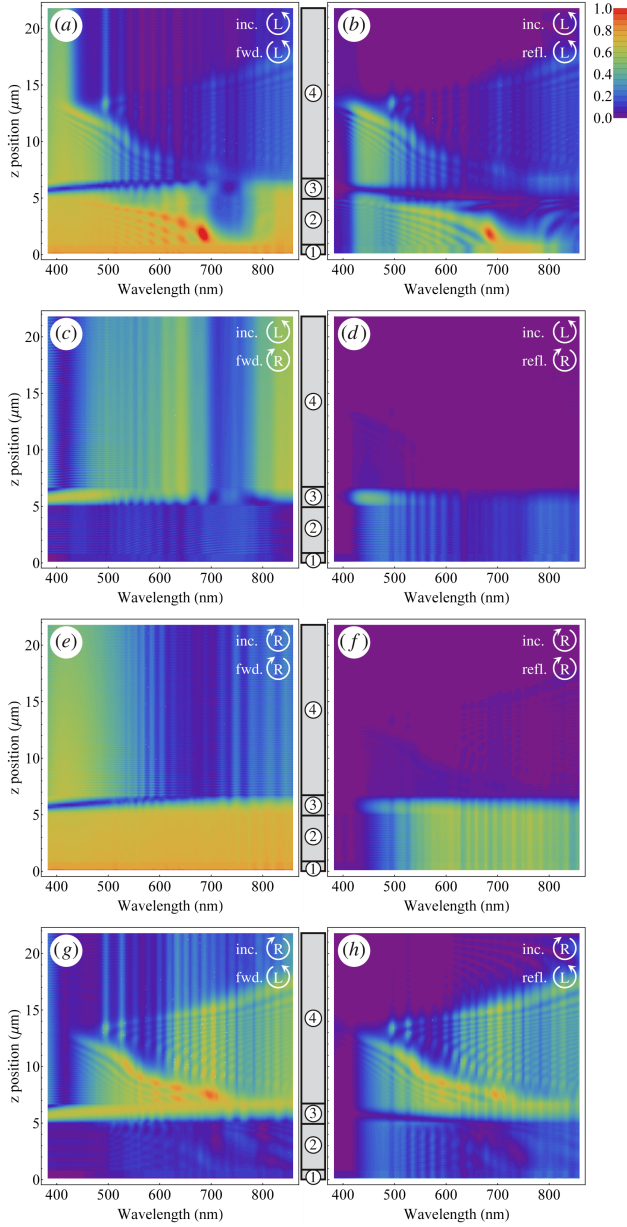 (a) inc. L
fwd. L
(b) inc. L
refl. L
1.0
0.8
0.6
0.4
0.2
0.0
z position (μm)
20
15
10
5
0
4
3
2
1
400 500 600 700 800
400 500 600 700 800
Wavelength (nm)
Wavelength (nm)
(c) inc. L
fwd. R
(d) inc. L
refl. R
z position (μm)
20
15
10
5
0
4
3
2
1
400 500 600 700 800
400 500 600 700 800
Wavelength (nm)
Wavelength (nm)
(e) inc. R
fwd. R
(f) inc. R
refl. R
z position (μm)
20
15
10
5
0
4
3
2
1
400 500 600 700 800
400 500 600 700 800
Wavelength (nm)
Wavelength (nm)
(g) inc. R
fwd. L
(h) inc. R
refl. L
z position (μm)
20
15
10
5
0
4
3
2
1
400 500 600 700 800
400 500 600 700 800
Wavelength (nm)
Wavelength (nm)